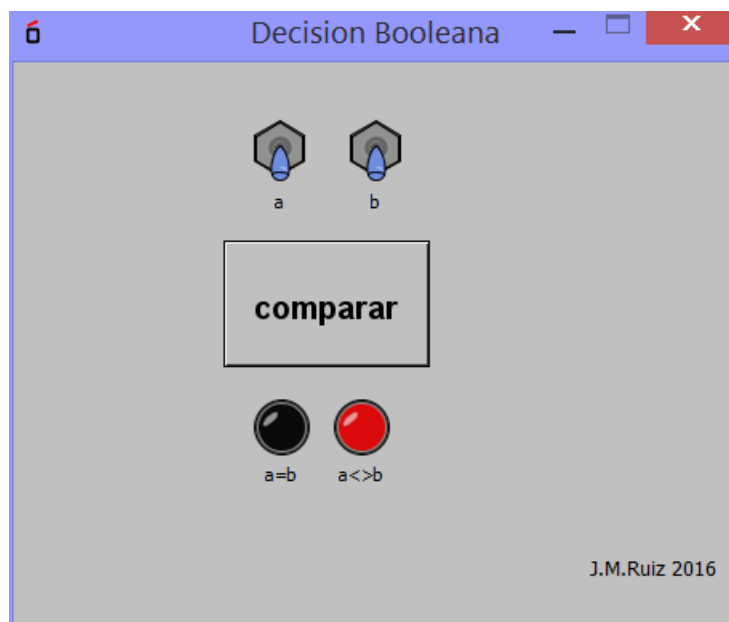 Decision Booleana
a b
comparar
a=b a<>b
J.M.Ruiz 2016